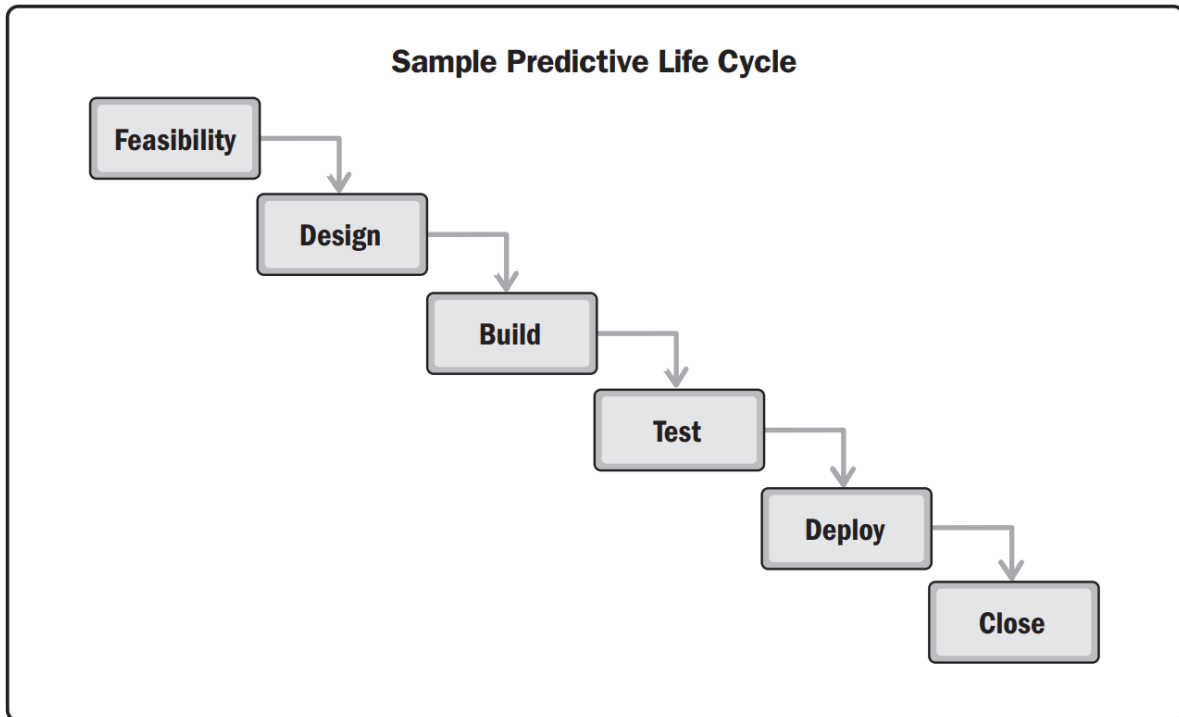 Sample Predictive Life Cycle
Feasibility
Design
Build
Test
Deploy
Close